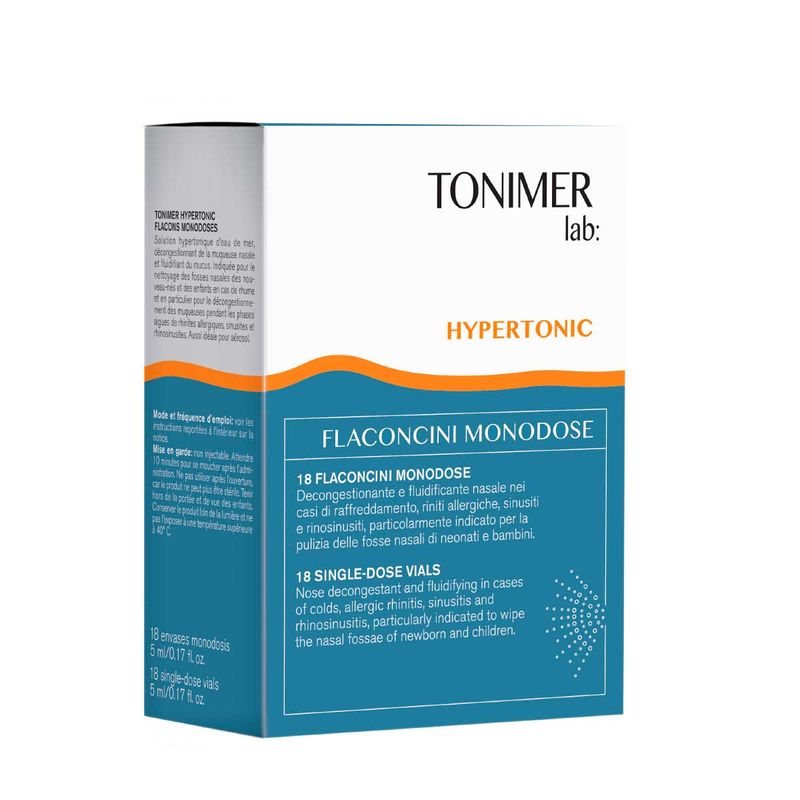 TONIMER
lab:
HYPERTONIC
FLACONCINI MONODOSE
18 FLACONCINI MONODOSE
Decongestionante e fluidificante nasale nei
casi di raffreddamento, riniti allergiche, sinusiti
e rinosinusiti, particolarmente indicato per la
pulizia delle fosse nasali di neonati e bambini.
18 SINGLE-DOSE VIALS
Nose decongestant and fluidifying in cases
of colds, allergic rhinitis, sinusitis and
rhinosinusitis, particularly indicated to wipe
the nasal fossae of newborn and children.
TONIMER HYPERTONIC
FLACONS MONODOSES
Solution hypertonique d'eau de mer,
décongestionnant de la muqueuse nasale
et fluidifiant du mucus. Indiquée pour le
nettoyage des fosses nasales des nou-
veau-nés et des enfants en cas de rhume
et en particulier pour le décongestionne-
ment des muqueuses pendant les phases
aigues de rhinites allergiques, sinusites et
rhinosinusites. Aussi idéale pour aérosol.
Mode et fréquence d'emploi: voir les
instructions reportées à l'intérieur sur la
notice.
Mise en garde: non injectable. Attendre
10 minutes pour se moucher après l'admi-
nistration. Ne pas utiliser après l'ouverture,
car le produit ne peut plus être stérile. Tenir
hors de la portée et de vue des enfants.
Conserver le produit loin de la lumière et ne
pas l'exposer à une température supérieure
à 40° C.
18 envases monodosis
5 ml/0.17 fl. oz.
18 single-dose vials
5 ml/0.17 fl. oz.